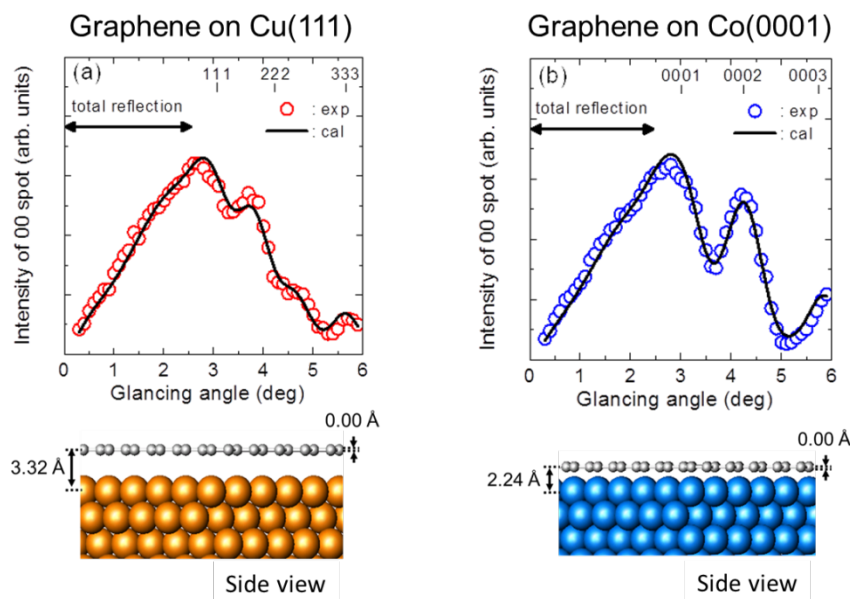 Graphene on Cu(111)
(a)
111 222 333
total reflection
: exp
: cal
Intensity of 00 spot (arb. units)
0 1 2 3 4 5 6
Glancing angle (deg)
0.00 Å
3.32 Å
Side view
Graphene on Co(0001)
(b)
0001 0002 0003
total reflection
: exp
: cal
Intensity of 00 spot (arb. units)
0 1 2 3 4 5 6
Glancing angle (deg)
0.00 Å
2.24 Å
Side view